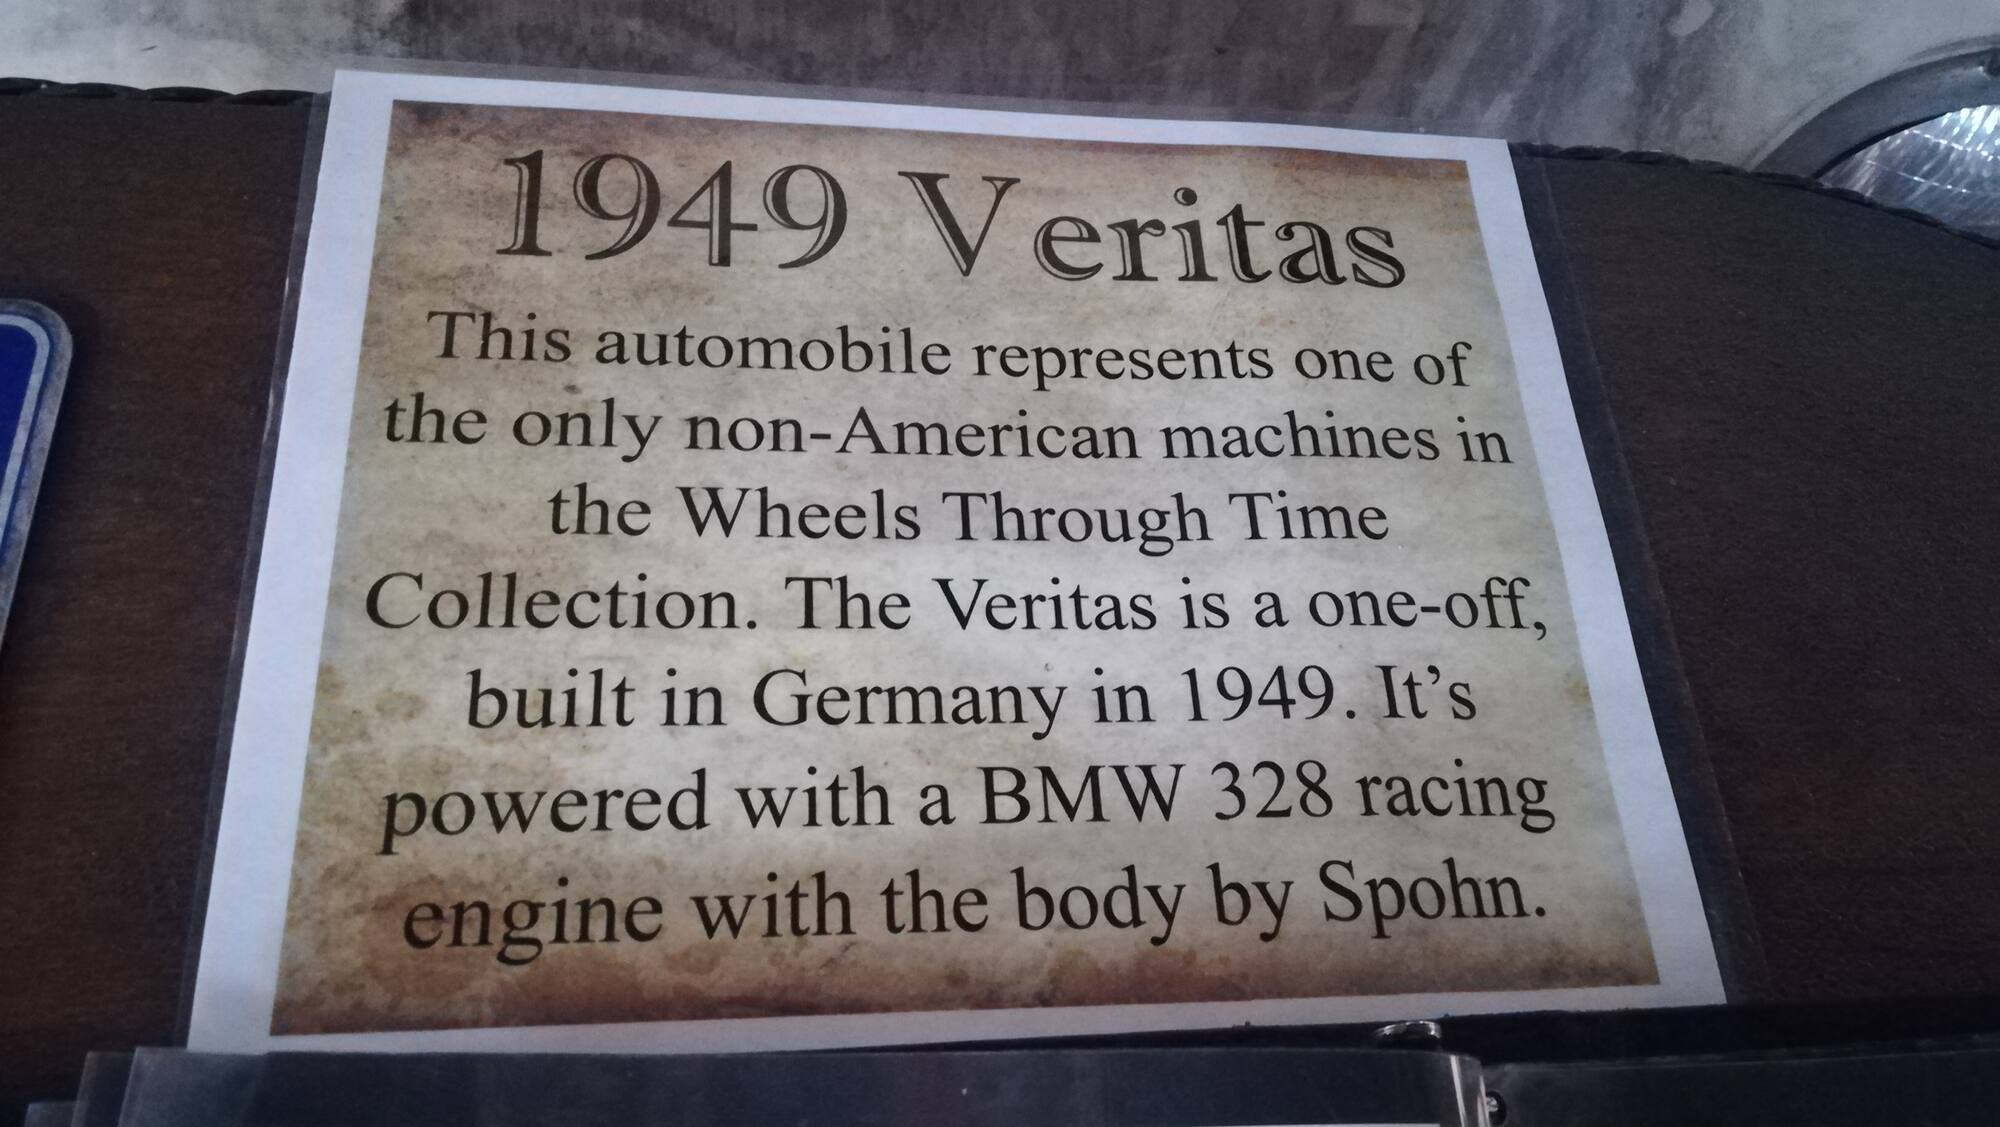 1949 Veritas
This automobile represents one of
the only non-American machines in
the Wheels Through Time
Collection. The Veritas is a one-off,
built in Germany in 1949. It’s
powered with a BMW 328 racing
engine with the body by Spohn.